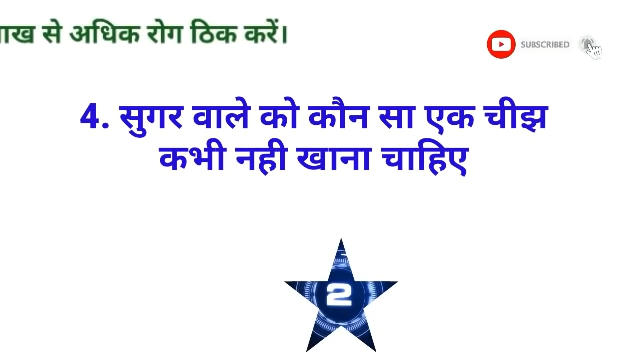 से अधिक रोग ठिक करें।
SUBSCRIBED
4. सुगर वाले को कौन सा एक चीझ
कभी नही खाना चाहिए
2